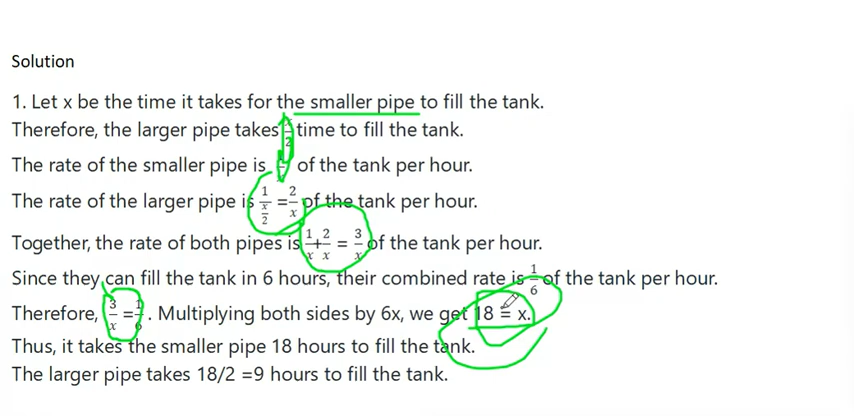 Solution
1. Let x be the time it takes for the smaller pipe to fill the tank.
Therefore, the larger pipe takes x/2 time to fill the tank.
The rate of the smaller pipe is of the tank per hour.
The rate of the larger pipe is 1/(x/2) = 2/x of the tank per hour.
Together, the rate of both pipes is 1/x + 2/x = 3/x of the tank per hour.
Since they can fill the tank in 6 hours, their combined rate is 1/6 of the tank per hour.
Therefore, 3/x = 1/6. Multiplying both sides by 6x, we get 18 = x.
Thus, it takes the smaller pipe 18 hours to fill the tank.
The larger pipe takes 18/2 =9 hours to fill the tank.